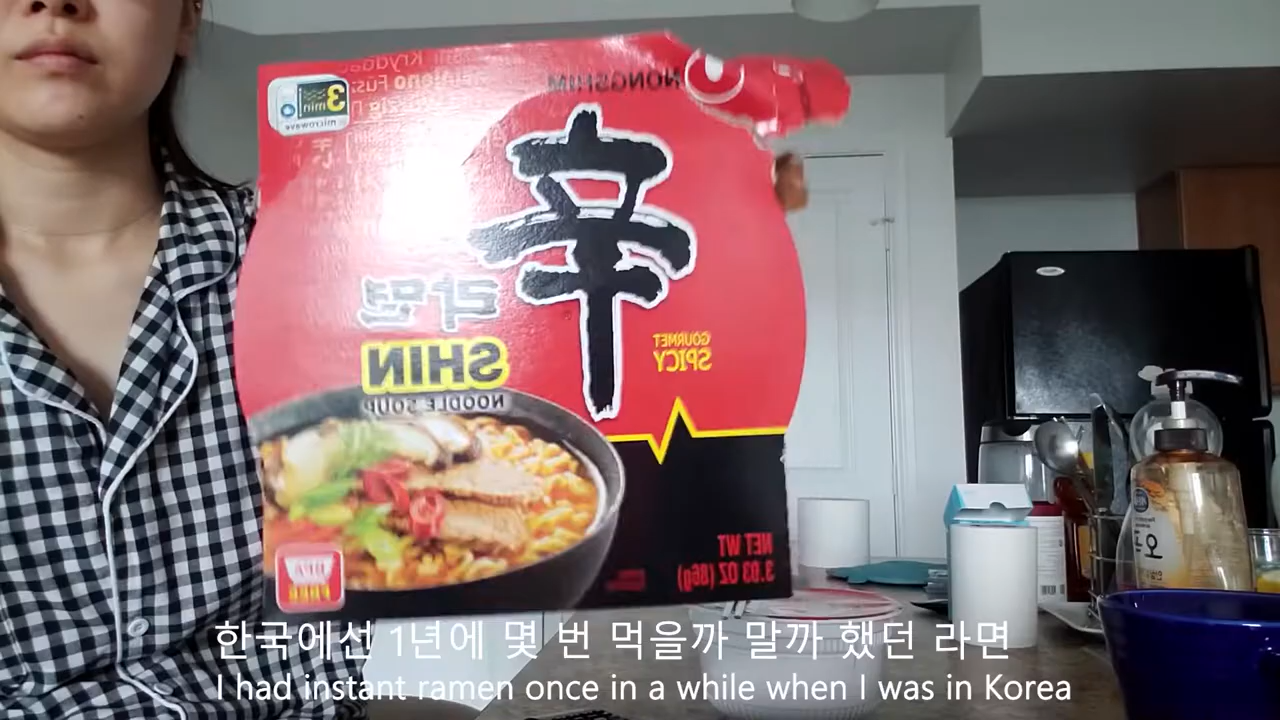 NONGSHIM
3
min
microwave
辛
라면
SHIN
NOODLE SOUP
GOURMET
SPICY
NET WT
3.03 OZ (86g)
BPA
FREE
한국에선 1년에 몇 번 먹을까 말까 했던 라면
I had instant ramen once in a while when I was in Korea